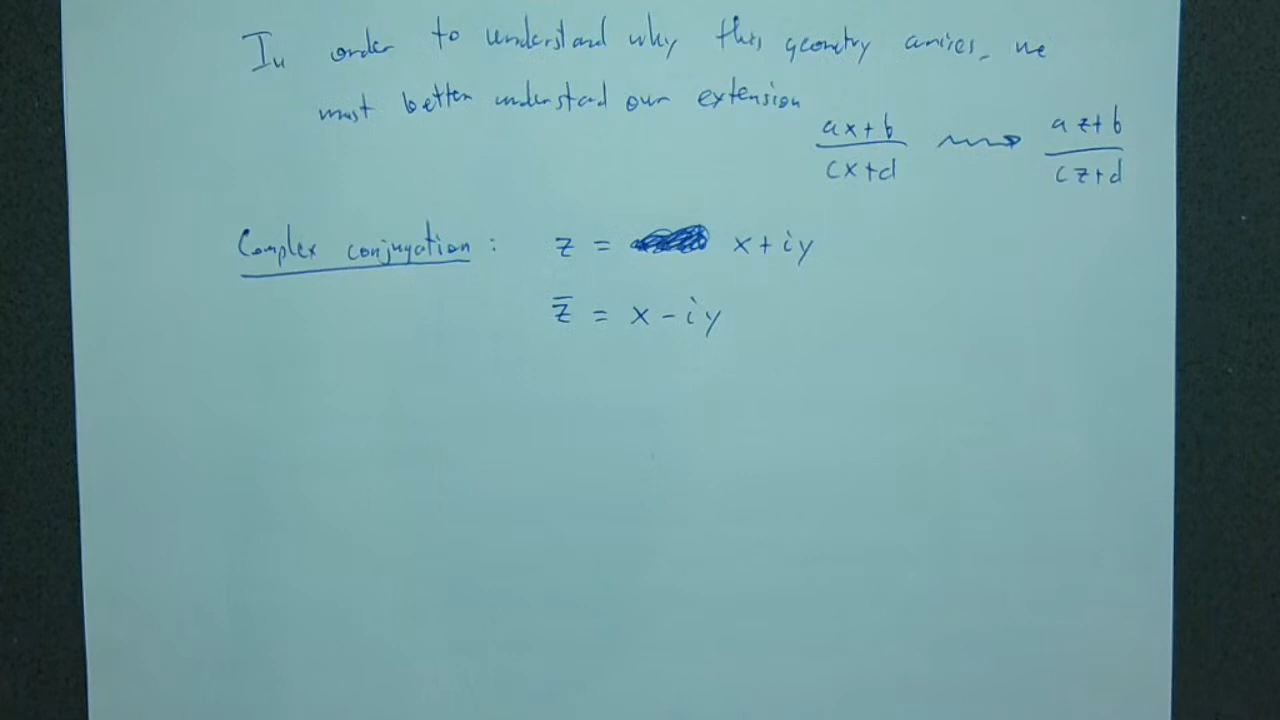 In order to understand why this geometry arises, we
must better understand our extension
ax+b / cx+d ⟿ az+b / cz+d
Complex conjugation : z = x+iy
z̅ = x-iy